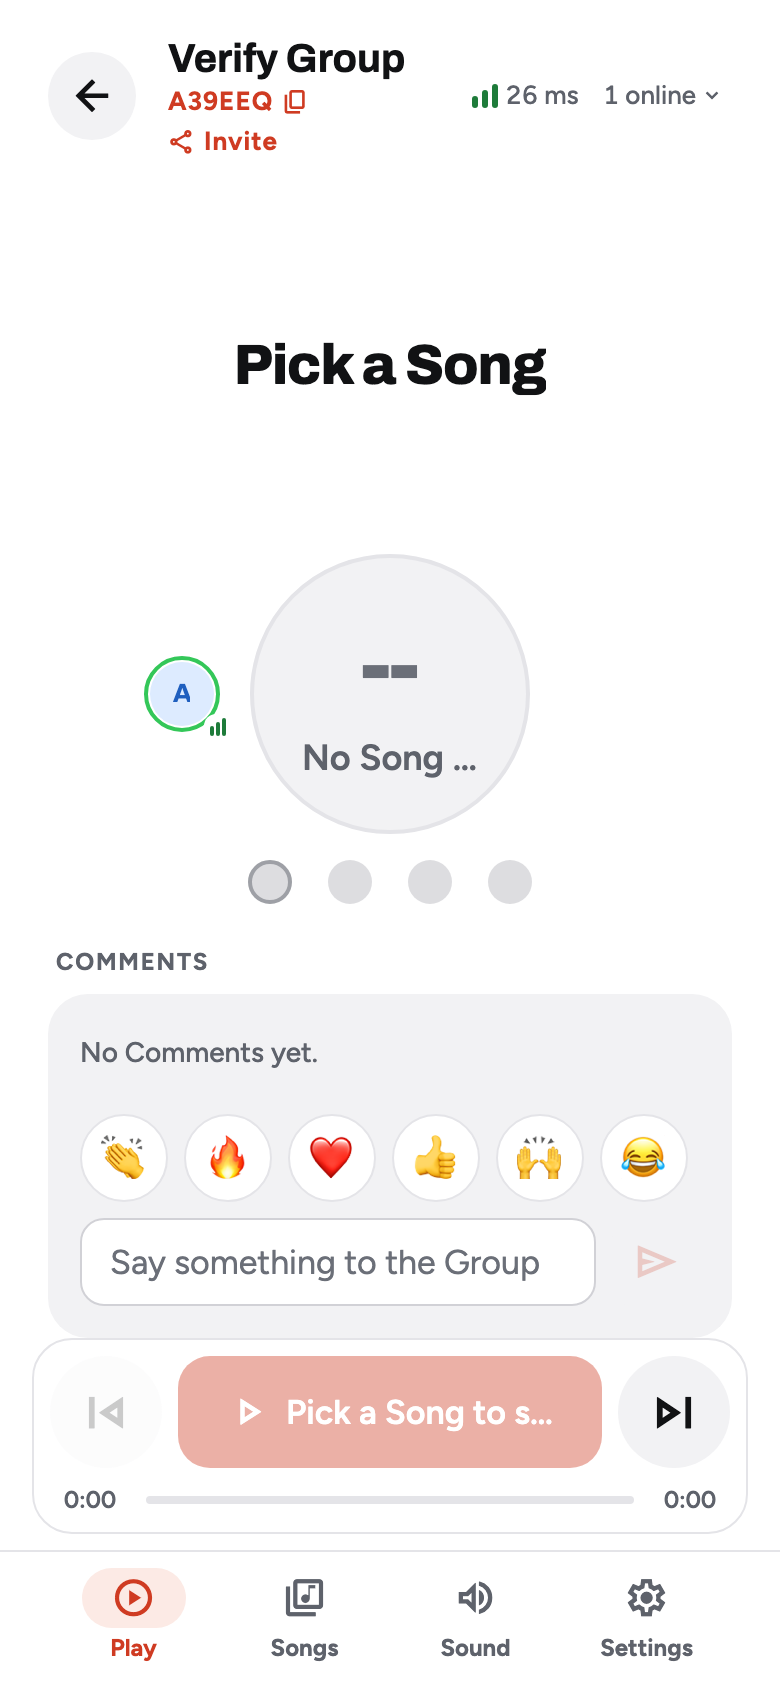 Verify Group
A39EEQ
26 ms
1 online
Invite
Pick a Song
A
--
No Song ...
COMMENTS
No Comments yet.
Say something to the Group
Pick a Song to s...
0:00
0:00
Play
Songs
Sound
Settings